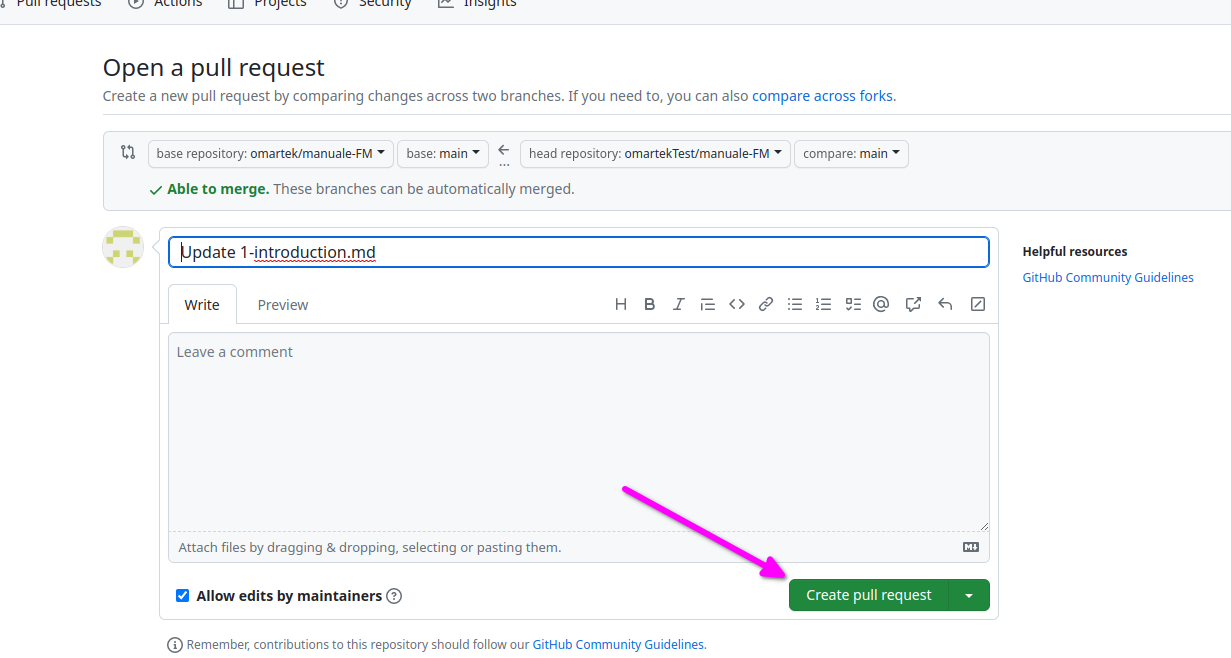 Pull requests Actions Projects Security Insights
Open a pull request
Create a new pull request by comparing changes across two branches. If you need to, you can also compare across forks.
base repository: omartek/manuale-FM base: main ← ... head repository: omartekTest/manuale-FM compare: main
Able to merge. These branches can be automatically merged.
Update 1-introduction.md
Helpful resources
GitHub Community Guidelines
Write Preview
Leave a comment
Attach files by dragging & dropping, selecting or pasting them.
Allow edits by maintainers
Create pull request
Remember, contributions to this repository should follow our GitHub Community Guidelines.